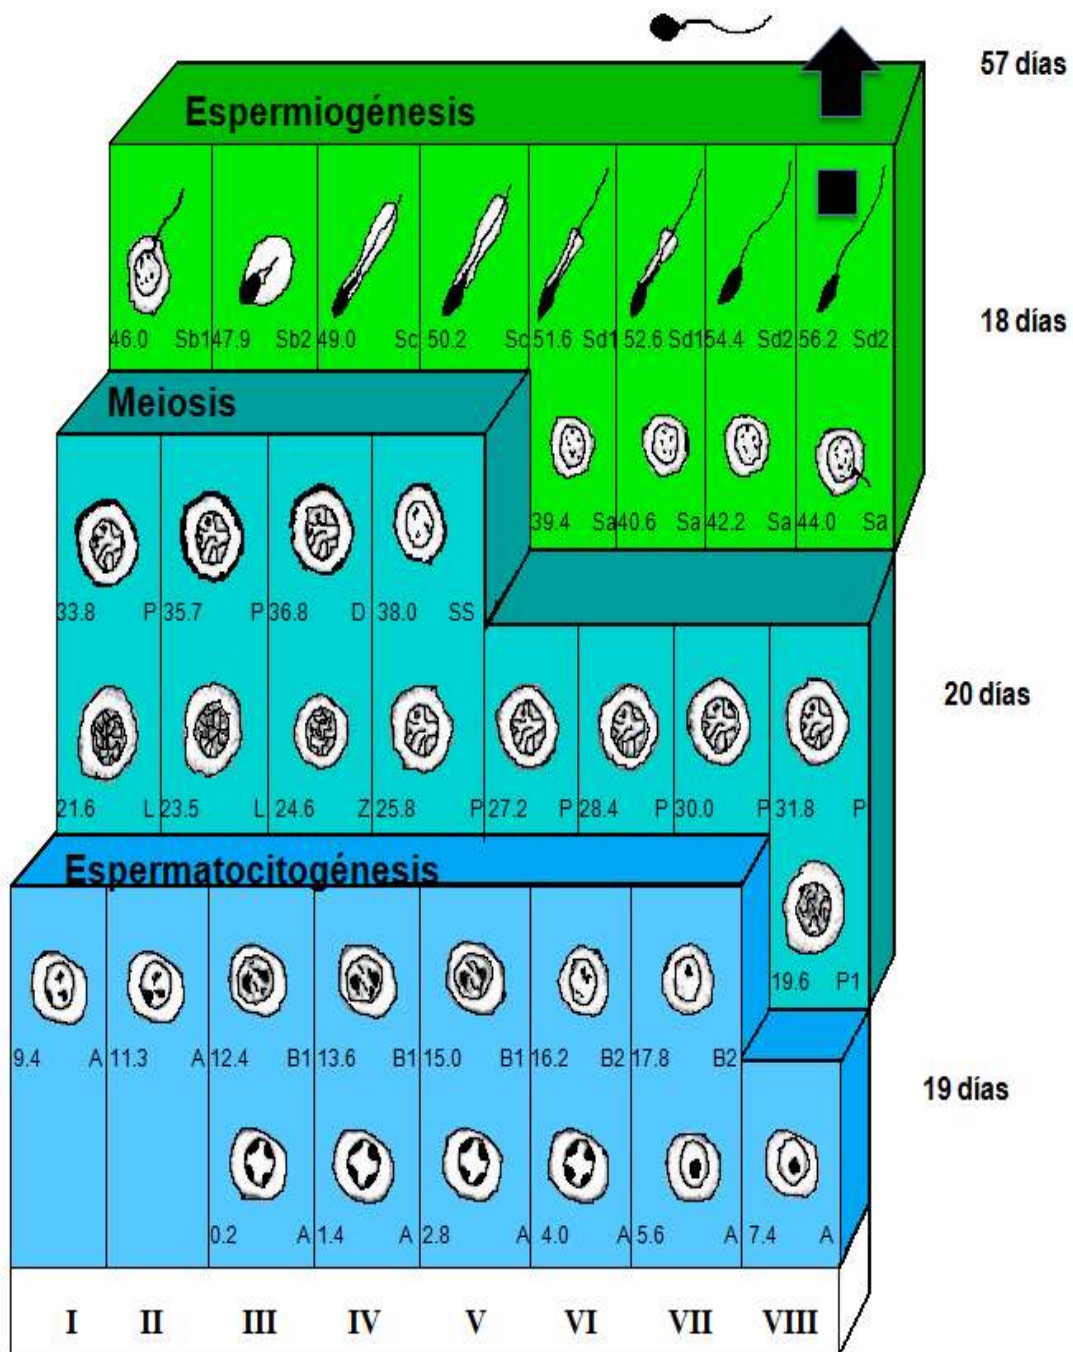 57 días
Espermiogénesis
46.0 Sb1 47.9 Sb2 49.0 Sc 50.2 Sc 51.6 Sd1 52.6 Sd1 54.4 Sd2 56.2 Sd2
18 días
Meiosis
39.4 Sa 40.6 Sa 42.2 Sa 44.0 Sa
33.8 P 35.7 P 36.8 D 38.0 SS
20 días
21.6 L 23.5 L 24.6 Z 25.8 P 27.2 P 28.4 P 30.0 P 31.8 P
Espermatocitogénesis
19.6 P1
9.4 A 11.3 A 12.4 B1 13.6 B1 15.0 B1 16.2 B2 17.8 B2
19 días
0.2 A 1.4 A 2.8 A 4.0 A 5.6 A 7.4 A
I II III IV V VI VII VIII